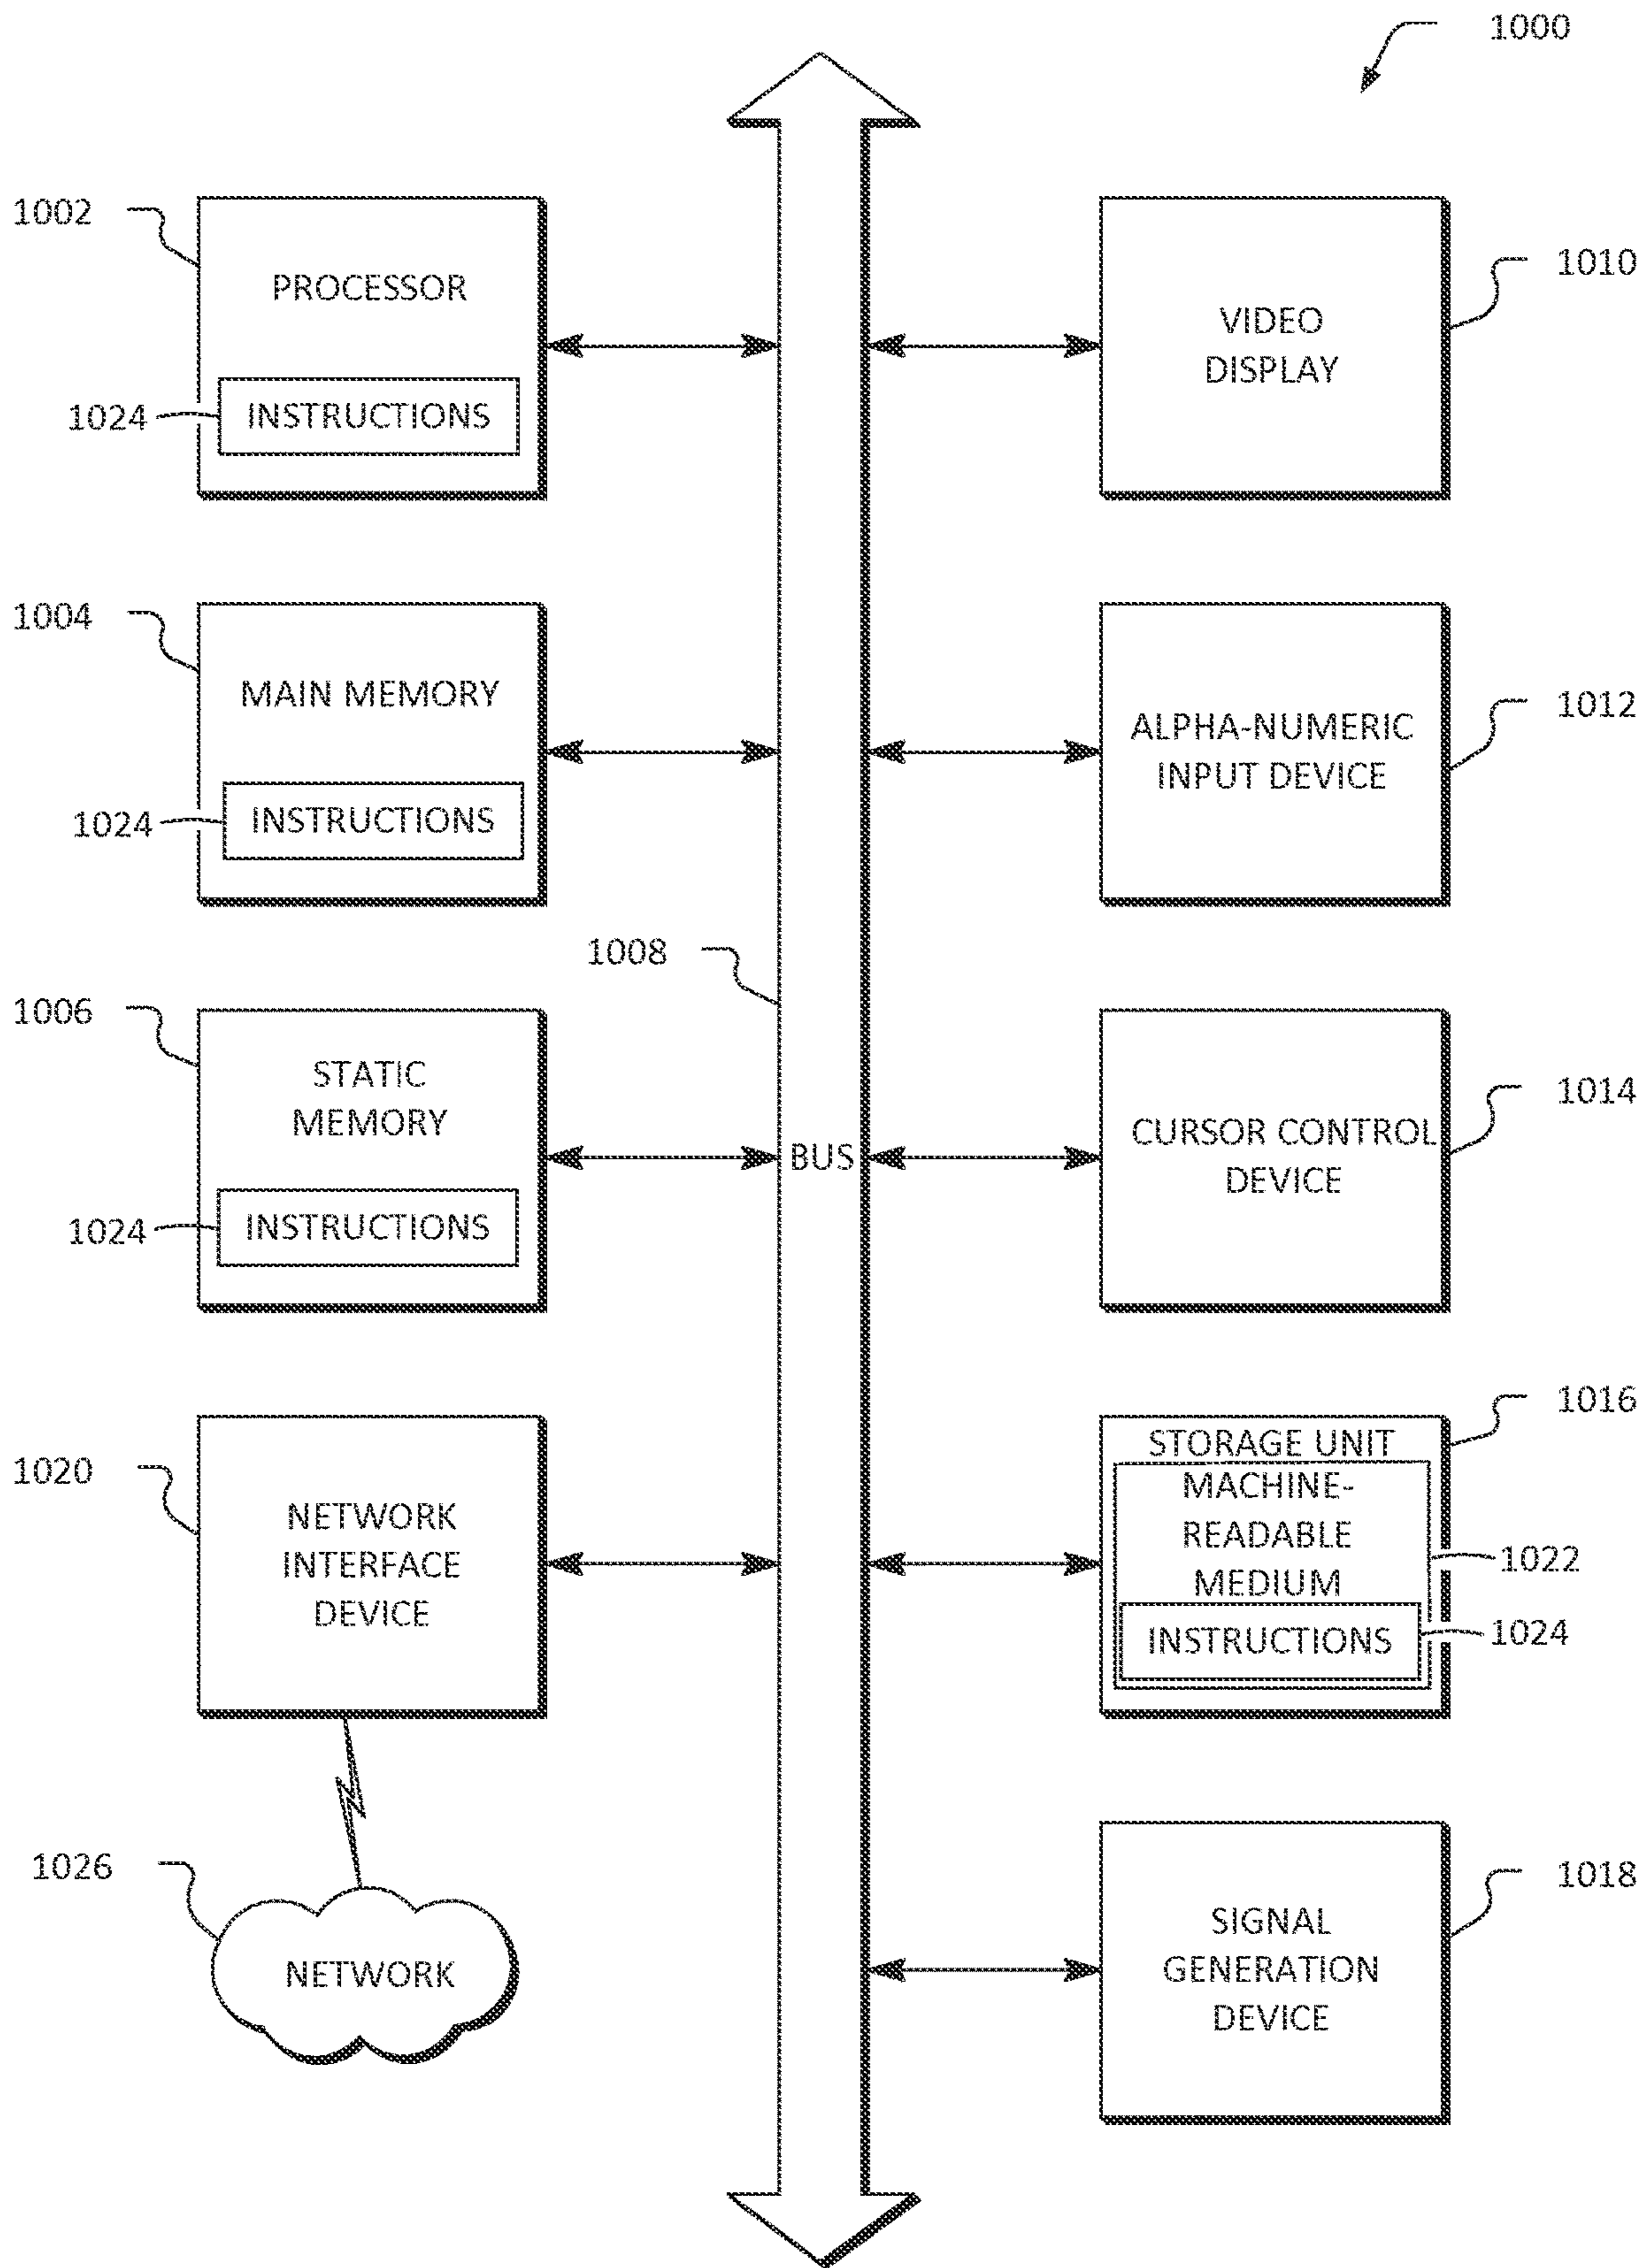 1000
1002
PROCESSOR
1024
INSTRUCTIONS
1010
VIDEO
DISPLAY
1004
MAIN MEMORY
1024
INSTRUCTIONS
1012
ALPHA-NUMERIC
INPUT DEVICE
1008
BUS
1006
STATIC
MEMORY
1024
INSTRUCTIONS
1014
CURSOR CONTROL
DEVICE
1020
NETWORK
INTERFACE
DEVICE
1016
STORAGE UNIT
MACHINE-
READABLE
MEDIUM
1022
INSTRUCTIONS
1024
1026
NETWORK
1018
SIGNAL
GENERATION
DEVICE